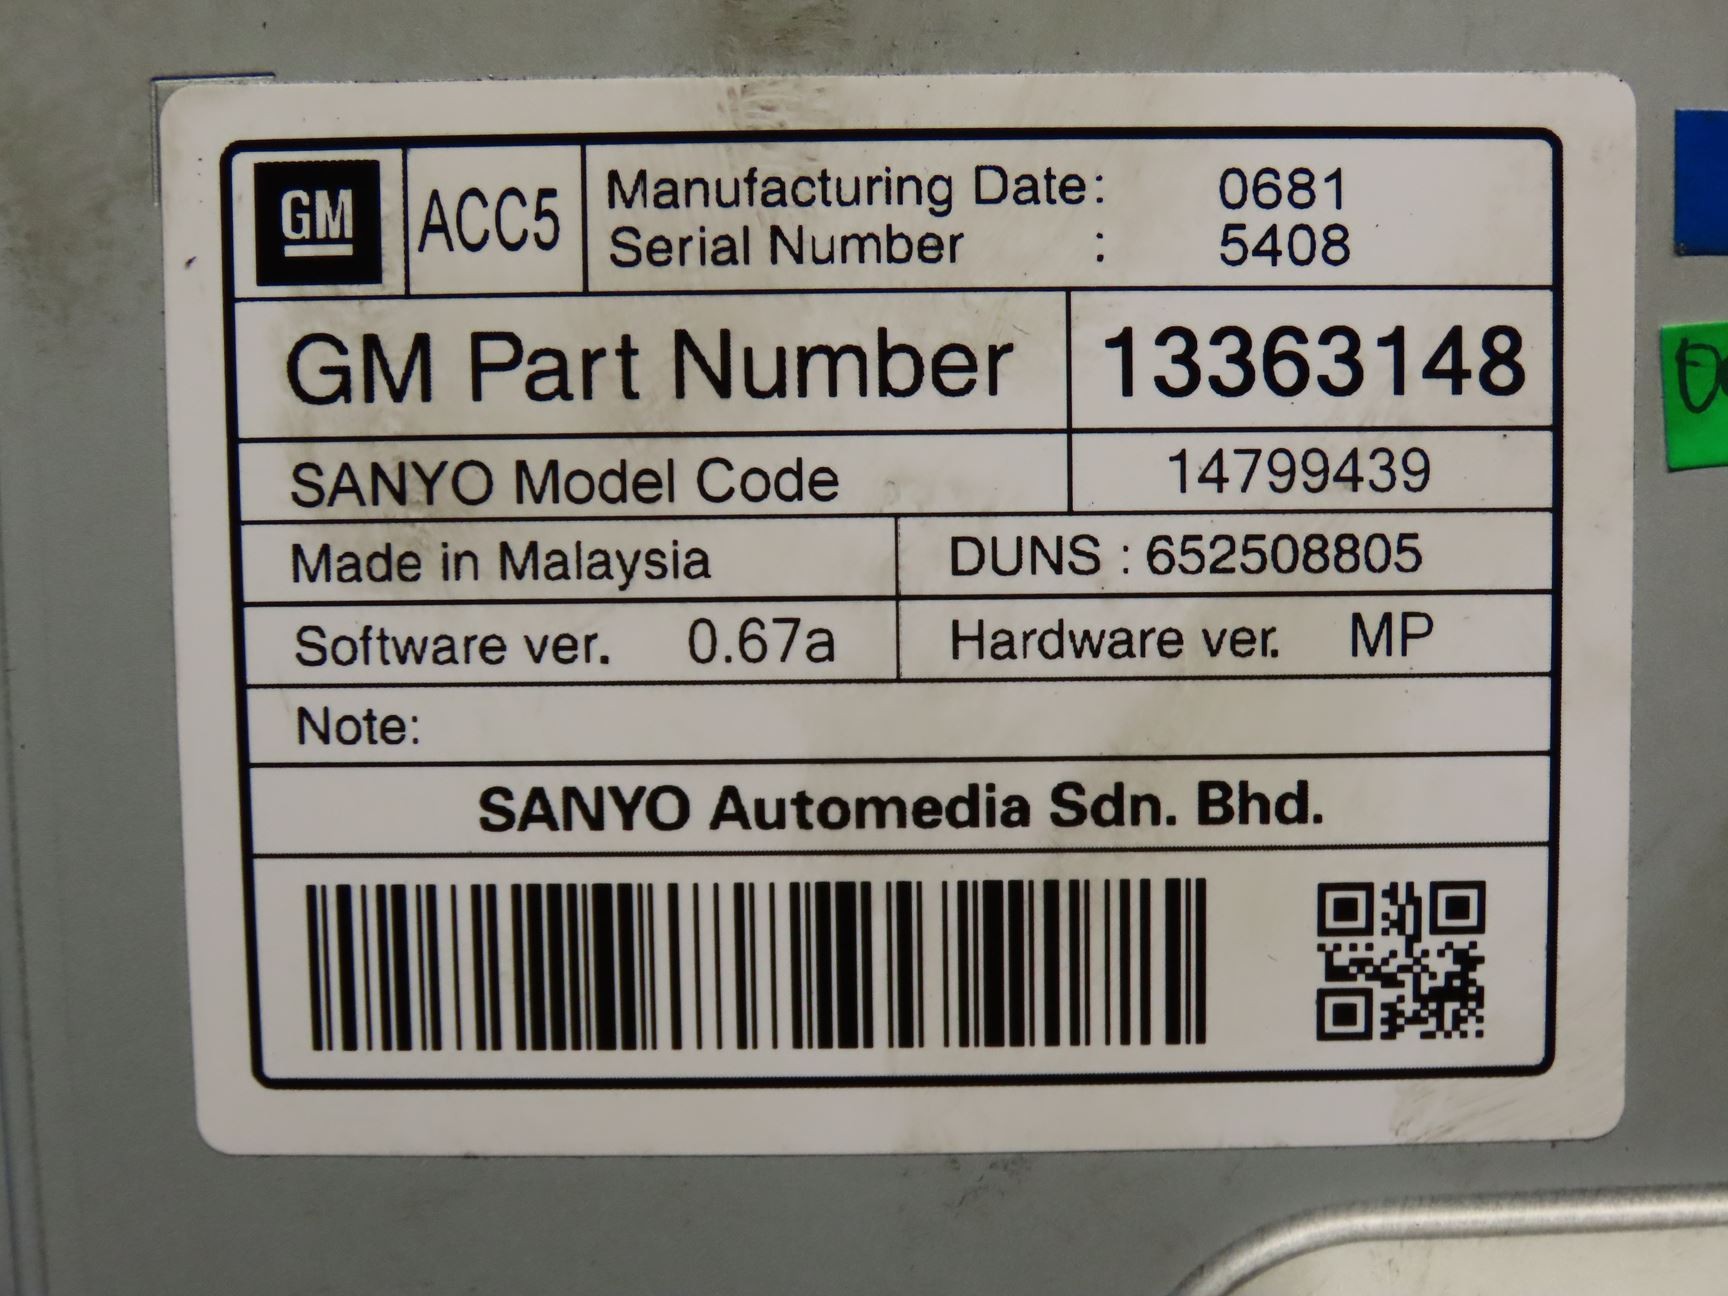 GM
ACC5
Manufacturing Date: 0681
Serial Number : 5408
GM Part Number 13363148
SANYO Model Code 14799439
Made in Malaysia DUNS : 652508805
Software ver. 0.67a Hardware ver. MP
Note:
SANYO Automedia Sdn. Bhd.